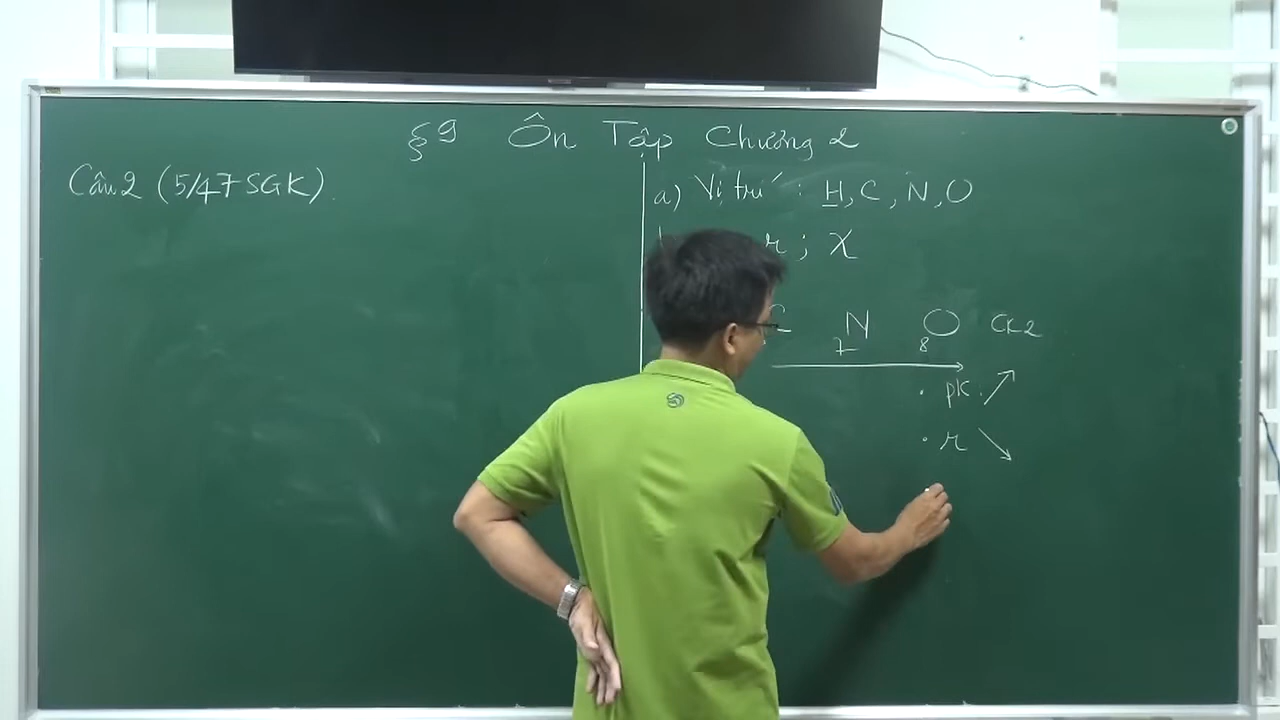 §9 Ôn Tập Chương 2
Câu 2 (5/47 SGK).
a) Vị trí : H, C, N, O
r ; χ
C N O CK2
7 8
. pk. ↗
. r ↘